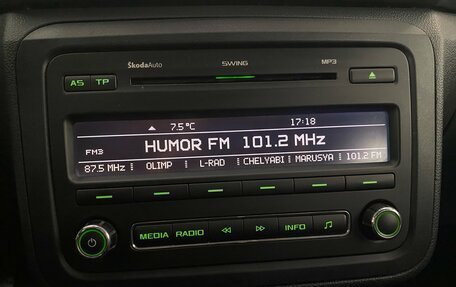 ŠkodaAuto SWING MP3
AS TP
7.5°C 17:18
HUMOR FM 101.2 MHz
FM3
87.5 MHz OLIMP L-RAD CHELYABI MARUSYA 101.2 FM
MEDIA RADIO INFO